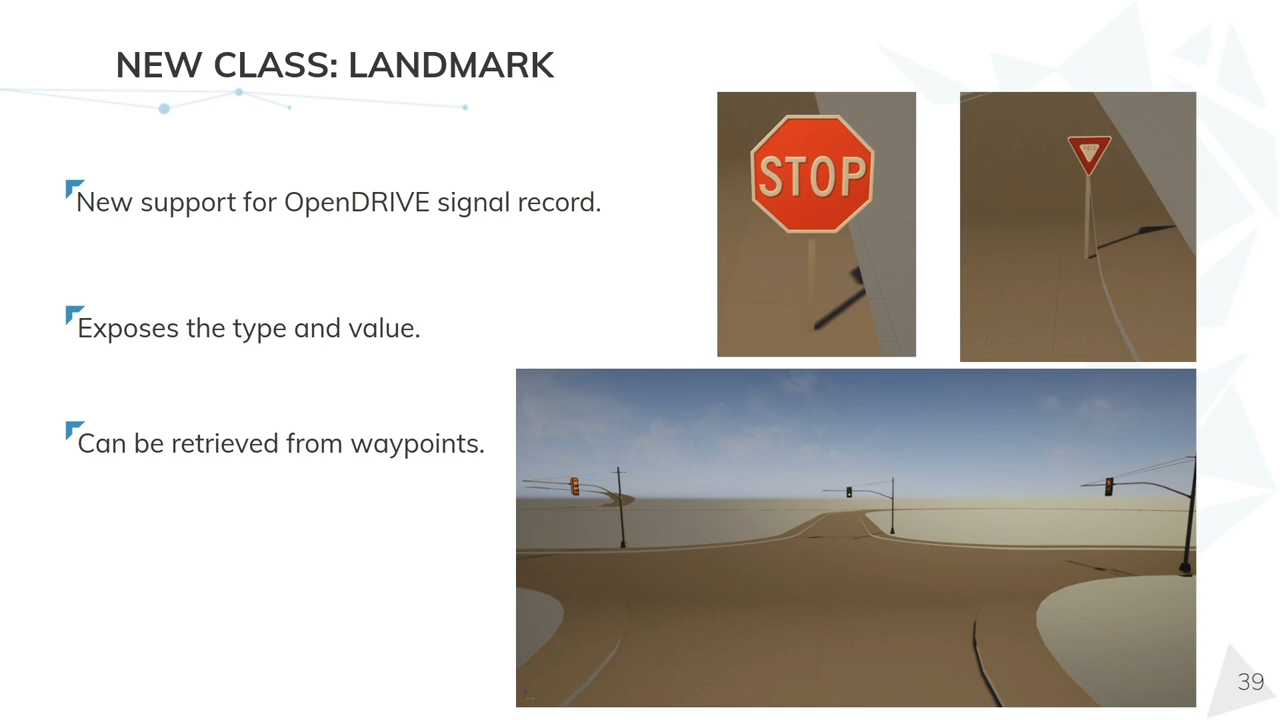 NEW CLASS: LANDMARK
New support for OpenDRIVE signal record.
Exposes the type and value.
Can be retrieved from waypoints.
STOP
39